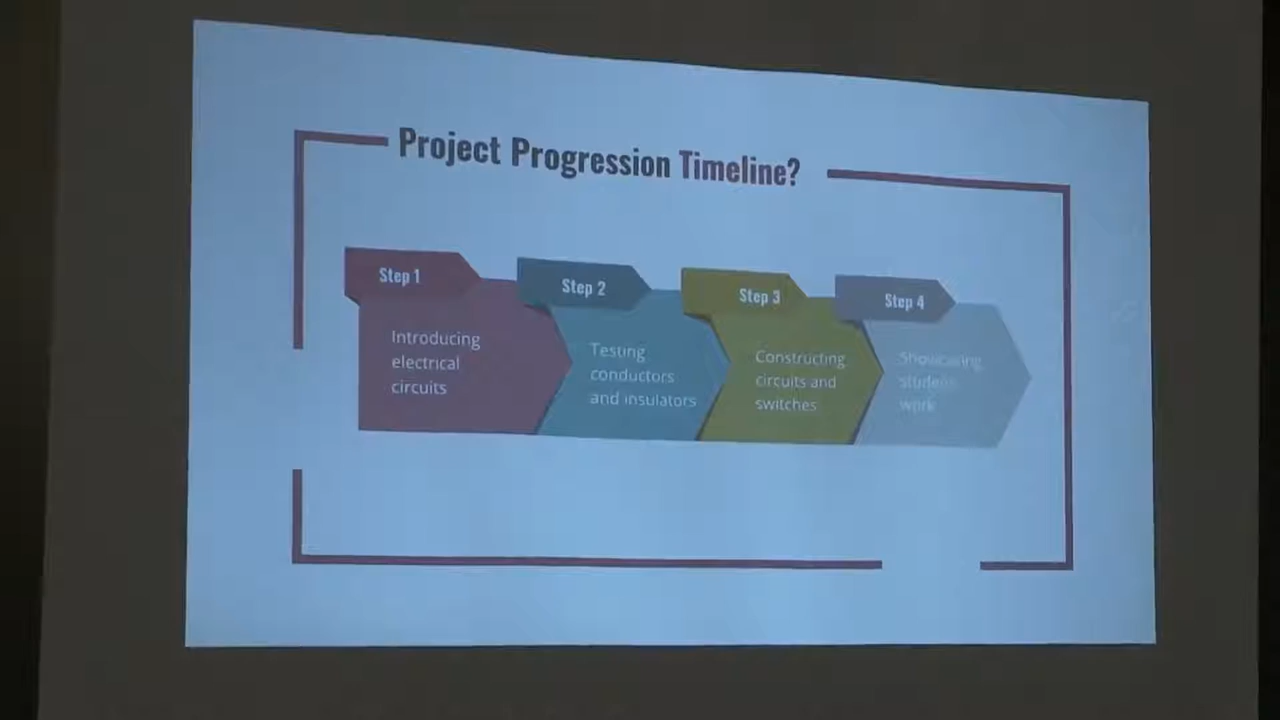 Project Progression Timeline?
Step 1
Introducing
electrical
circuits
Step 2
Testing
conductors
and insulators
Step 3
Constructing
circuits and
switches
Step 4
Showcasing
student
work